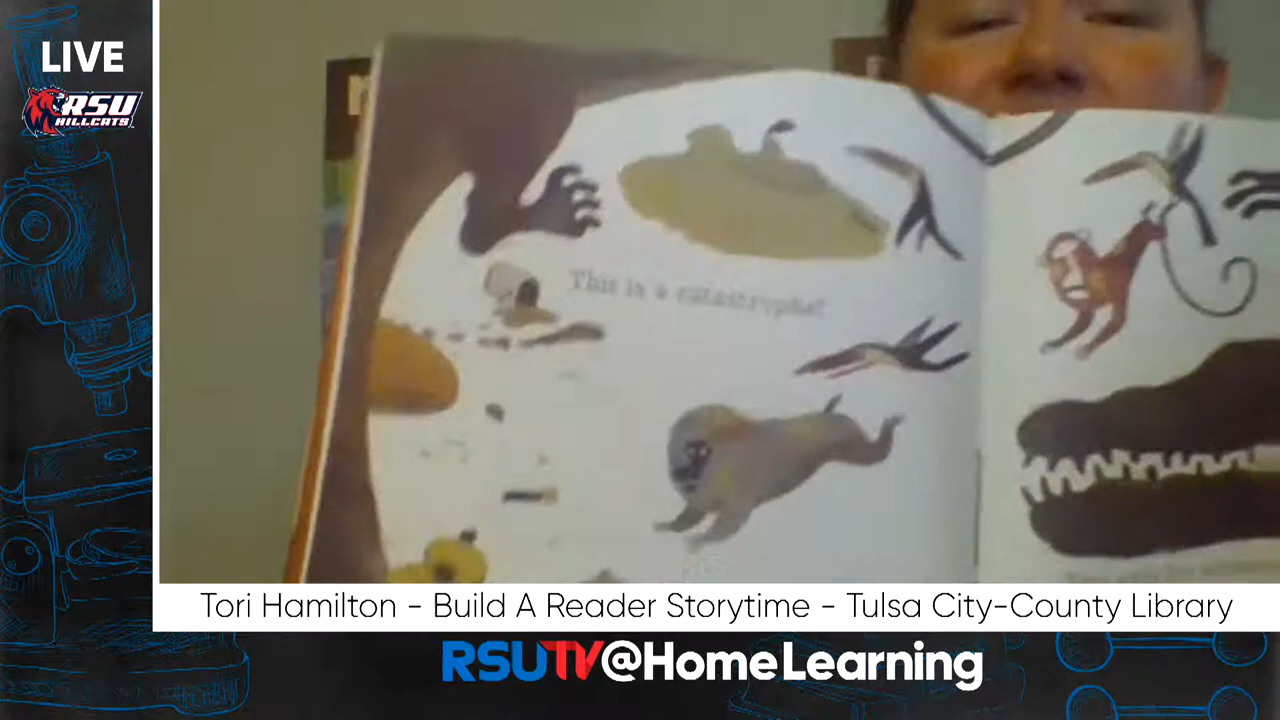 LIVE
RSU
HILLCATS
This is a catastrophe!
Tori Hamilton - Build A Reader Storytime - Tulsa City-County Library
RSUTV@HomeLearning